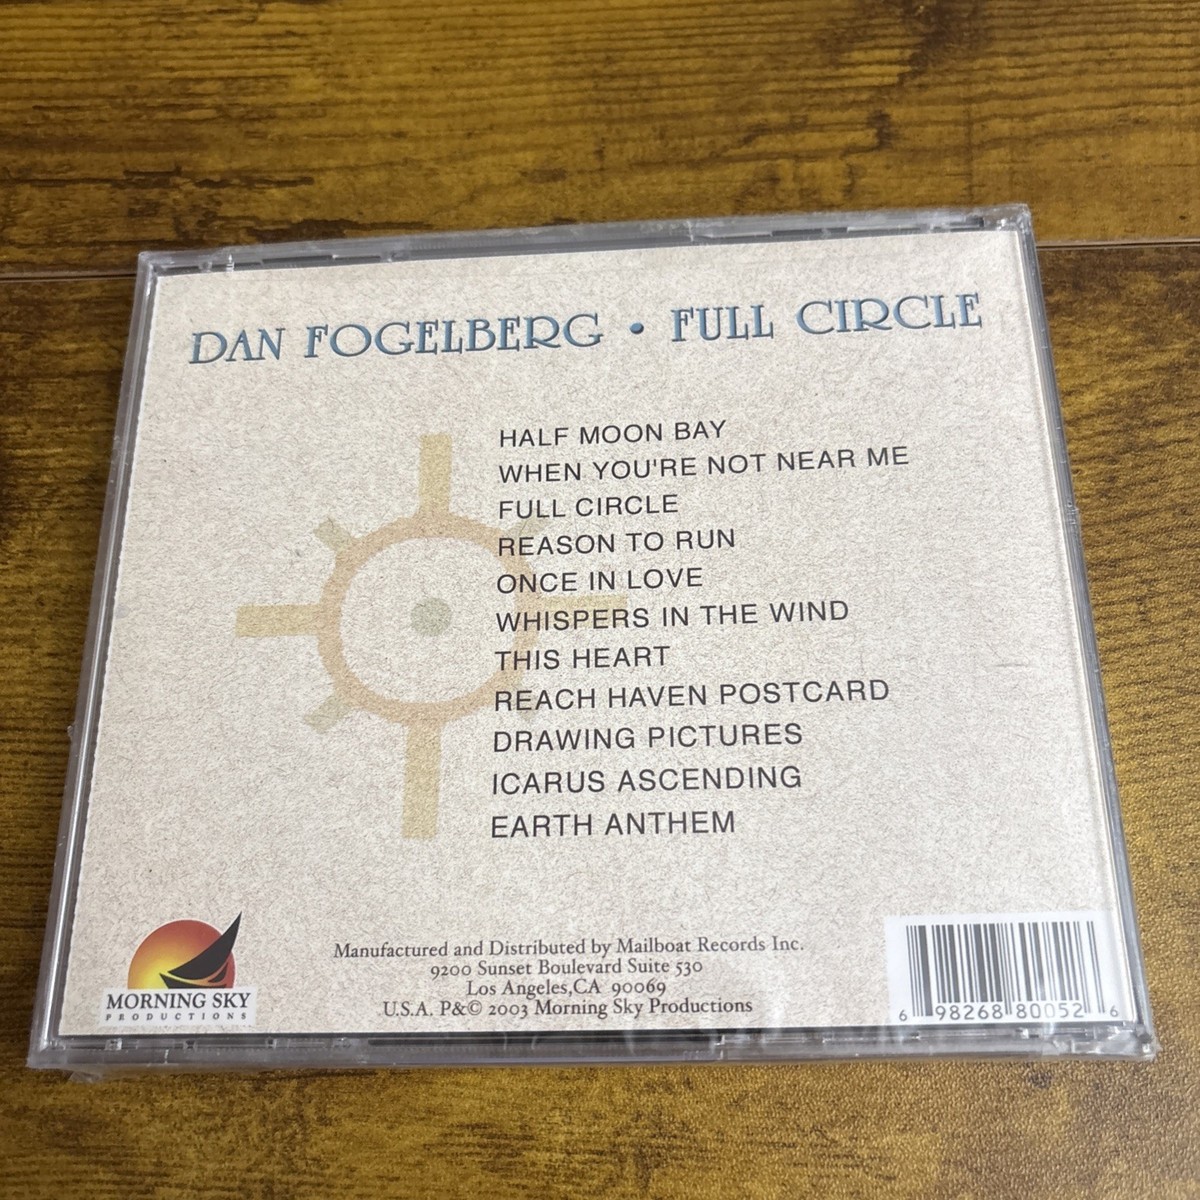 DAN FOGELBERG • FULL CIRCLE
HALF MOON BAY
WHEN YOU'RE NOT NEAR ME
FULL CIRCLE
REASON TO RUN
ONCE IN LOVE
WHISPERS IN THE WIND
THIS HEART
REACH HAVEN POSTCARD
DRAWING PICTURES
ICARUS ASCENDING
EARTH ANTHEM
MORNING SKY
PRODUCTIONS
Manufactured and Distributed by Mailboat Records Inc.
9200 Sunset Boulevard Suite 530
Los Angeles,CA 90069
U.S.A. P&© 2003 Morning Sky Productions
6 98268 80052 6